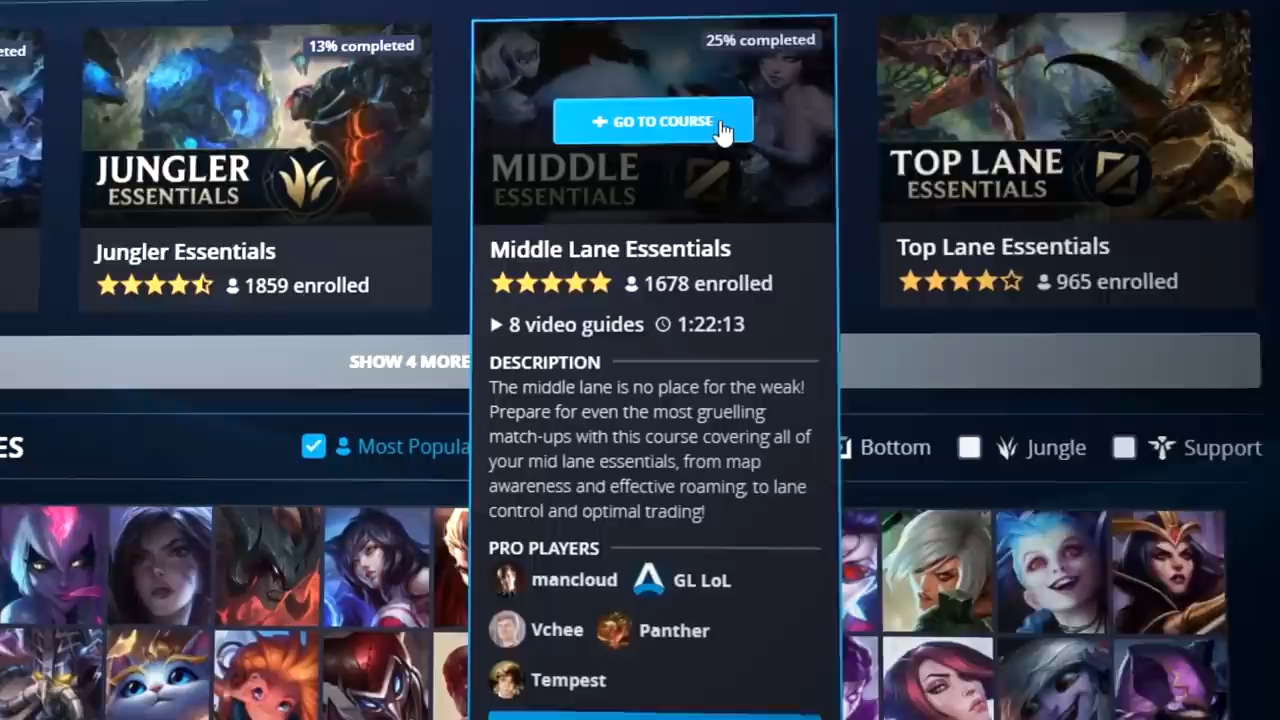 eted
13% completed
JUNGLER
ESSENTIALS
Jungler Essentials
1859 enrolled
25% completed
GO TO COURSE
MIDDLE
ESSENTIALS
Middle Lane Essentials
1678 enrolled
8 video guides 1:22:13
DESCRIPTION
The middle lane is no place for the weak!
Prepare for even the most gruelling
match-ups with this course covering all of
your mid lane essentials, from map
awareness and effective roaming, to lane
control and optimal trading!
PRO PLAYERS
mancloud GL LoL
Vchee Panther
Tempest
TOP LANE
ESSENTIALS
Top Lane Essentials
965 enrolled
SHOW 4 MORE
ES
Most Popula
Bottom Jungle Support